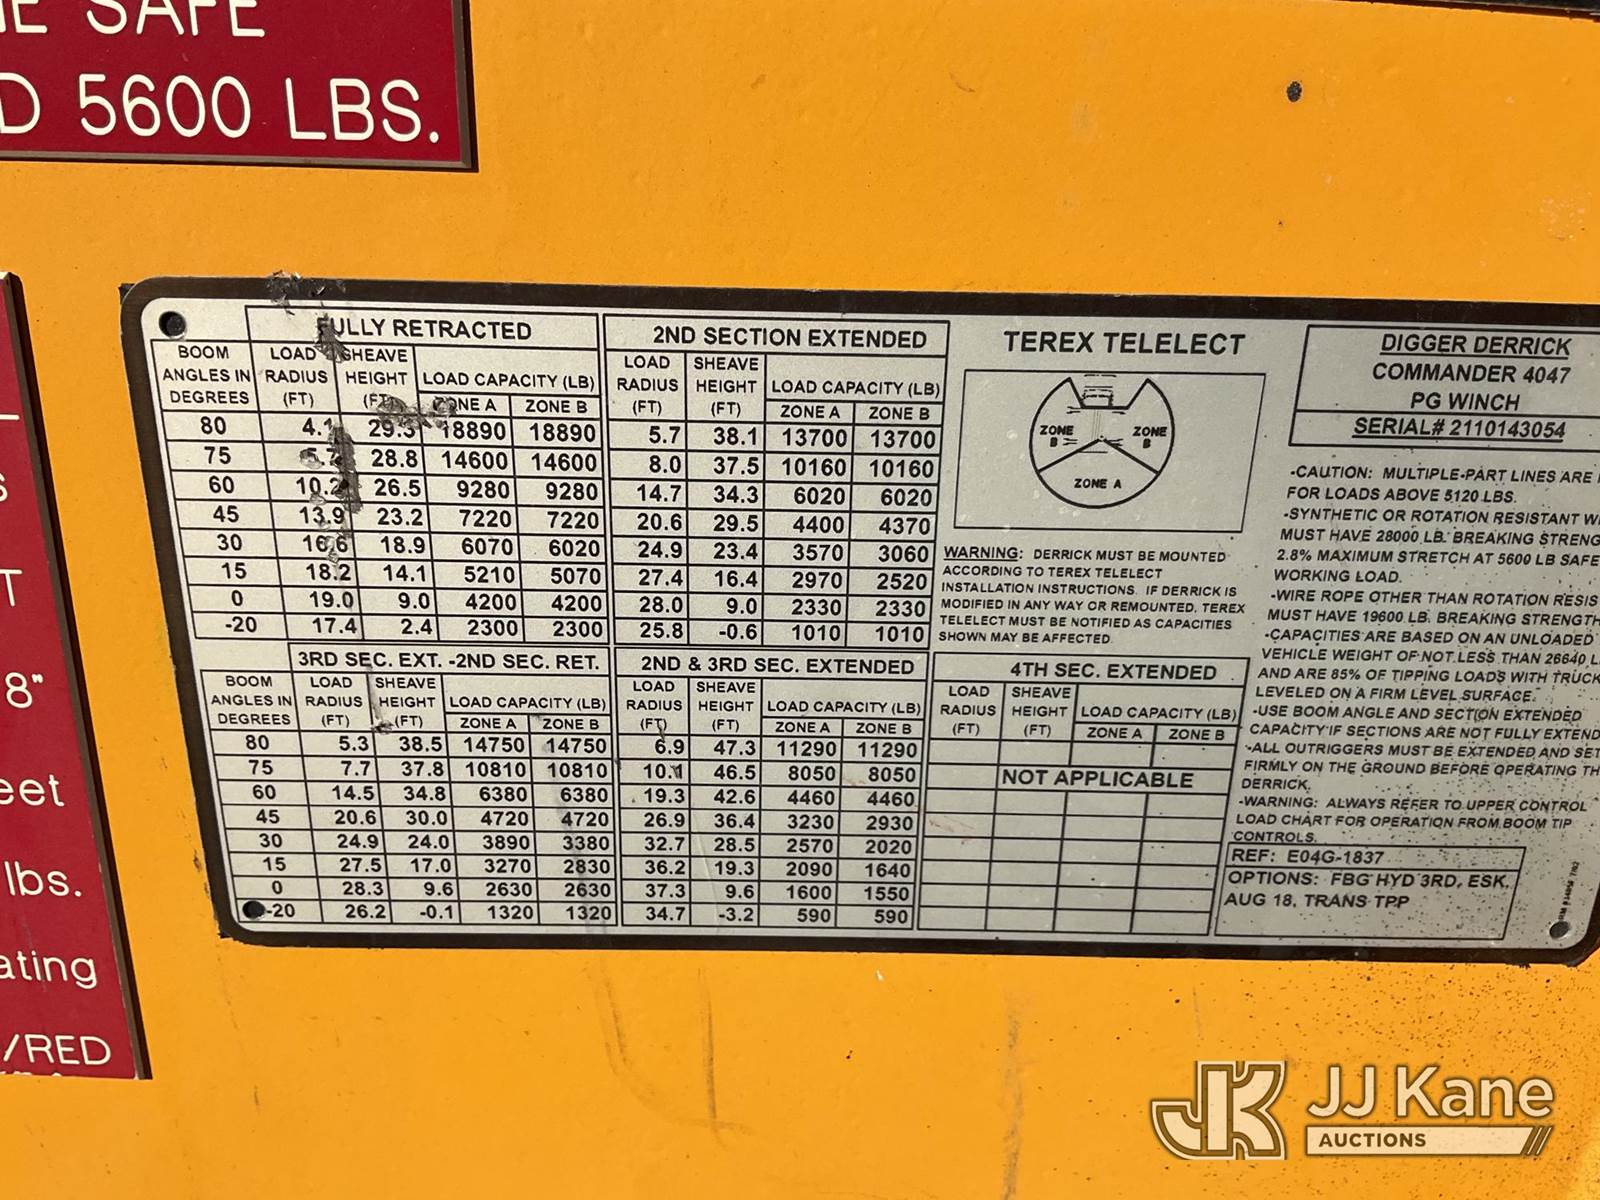 SAFE
5600 LBS.
8"
lbs.
/RED
FULLY RETRACTED
BOOM ANGLES IN DEGREES
LOAD RADIUS (FT)
SHEAVE HEIGHT (FT)
LOAD CAPACITY (LB)
ZONE A ZONE B
80 4.1 29.3 18890 18890
75 5.7 28.8 14600 14600
60 10.2 26.5 9280 9280
45 13.9 23.2 7220 7220
30 16.6 18.9 6070 6020
15 18.2 14.1 5210 5070
0 19.0 9.0 4200 4200
-20 17.4 2.4 2300 2300
2ND SECTION EXTENDED
LOAD RADIUS (FT)
SHEAVE HEIGHT (FT)
LOAD CAPACITY (LB)
ZONE A ZONE B
5.7 38.1 13700 13700
8.0 37.5 10160 10160
14.7 34.3 6020 6020
20.6 29.5 4400 4370
24.9 23.4 3570 3060
27.4 16.4 2970 2520
28.0 9.0 2330 2330
25.8 -0.6 1010 1010
3RD SEC. EXT. -2ND SEC. RET.
BOOM ANGLES IN DEGREES
LOAD RADIUS (FT)
SHEAVE HEIGHT (FT)
LOAD CAPACITY (LB)
ZONE A ZONE B
80 5.3 38.5 14750 14750
75 7.7 37.8 10810 10810
60 14.5 34.8 6380 6380
45 20.6 30.0 4720 4720
30 24.9 24.0 3890 3380
15 27.5 17.0 3270 2830
0 28.3 9.6 2630 2630
-20 26.2 -0.1 1320 1320
2ND & 3RD SEC. EXTENDED
LOAD RADIUS (FT)
SHEAVE HEIGHT (FT)
LOAD CAPACITY (LB)
ZONE A ZONE B
6.9 47.3 11290 11290
10.1 46.5 8050 8050
19.3 42.6 4460 4460
26.9 36.4 3230 2930
32.7 28.5 2570 2020
36.2 19.3 2090 1640
37.3 9.6 1600 1550
34.7 -3.2 590 590
TEREX TELELECT
ZONE B
ZONE B
ZONE A
WARNING: DERRICK MUST BE MOUNTED
ACCORDING TO TEREX TELELECT
INSTALLATION INSTRUCTIONS. IF DERRICK IS
MODIFIED IN ANY WAY OR REMOUNTED, TEREX
TELELECT MUST BE NOTIFIED AS CAPACITIES
SHOWN MAY BE AFFECTED.
4TH SEC. EXTENDED
LOAD RADIUS (FT)
SHEAVE HEIGHT (FT)
LOAD CAPACITY (LB)
ZONE A ZONE B
NOT APPLICABLE
DIGGER DERRICK
COMMANDER 4047
PG WINCH
SERIAL# 2110143054
-CAUTION: MULTIPLE-PART LINES ARE
FOR LOADS ABOVE 5120 LBS.
-SYNTHETIC OR ROTATION RESISTANT
MUST HAVE 28000 LB. BREAKING STRENG
2.8% MAXIMUM STRETCH AT 5600 LB SAFE
WORKING LOAD.
-WIRE ROPE OTHER THAN ROTATION RESIS
MUST HAVE 19600 LB. BREAKING STRENGTH
-CAPACITIES ARE BASED ON AN UNLOADED
VEHICLE WEIGHT OF NOT LESS THAN 26640
AND ARE 85% OF TIPPING LOADS WITH TRUCK
LEVELED ON A FIRM LEVEL SURFACE.
-USE BOOM ANGLE AND SECTION EXTENDED
CAPACITY IF SECTIONS ARE NOT FULLY EXTEND
-ALL OUTRIGGERS MUST BE EXTENDED AND SET
FIRMLY ON THE GROUND BEFORE OPERATING TH
DERRICK.
-WARNING: ALWAYS REFER TO UPPER CONTROL
LOAD CHART FOR OPERATION FROM BOOM TIP
CONTROLS.
REF: E04G-1837
OPTIONS: FBG HYD 3RD, ESK,
AUG 18, TRANS TPP
JK JJ Kane
AUCTIONS